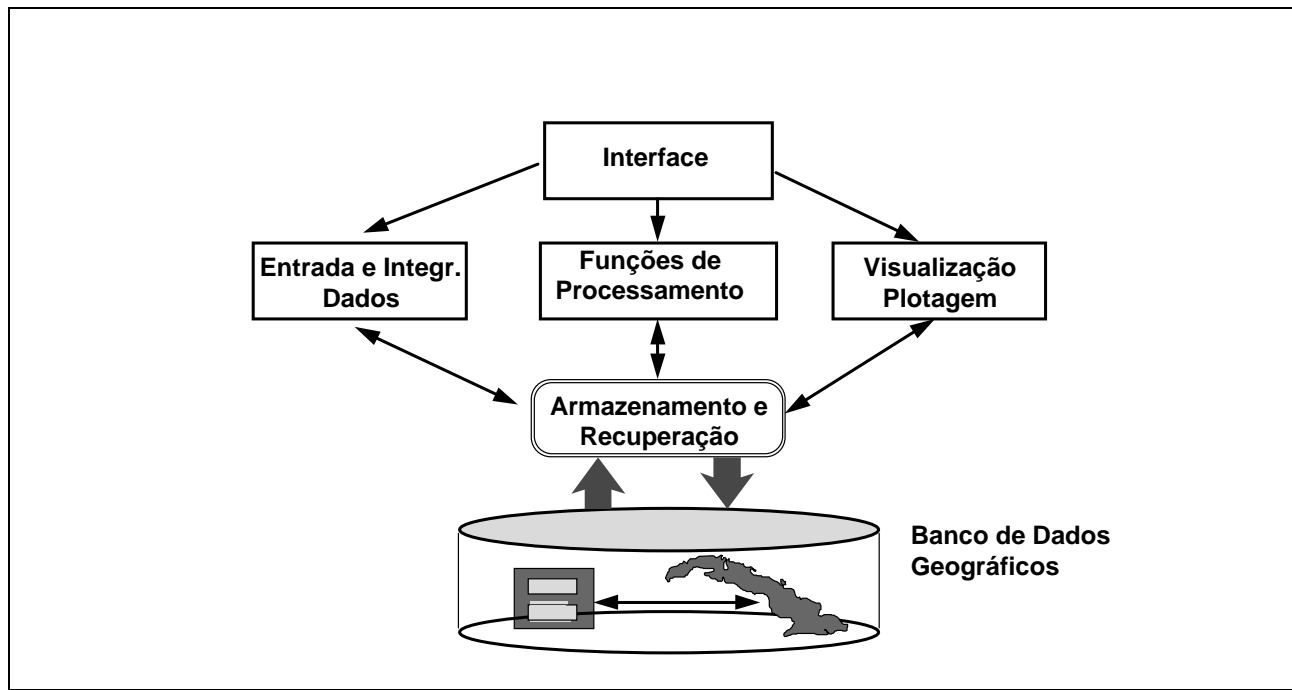 Interface
Entrada e Integr.
Dados
Funções de
Processamento
Visualização
Plotagem
Armazenamento e
Recuperação
Banco de Dados
Geográficos